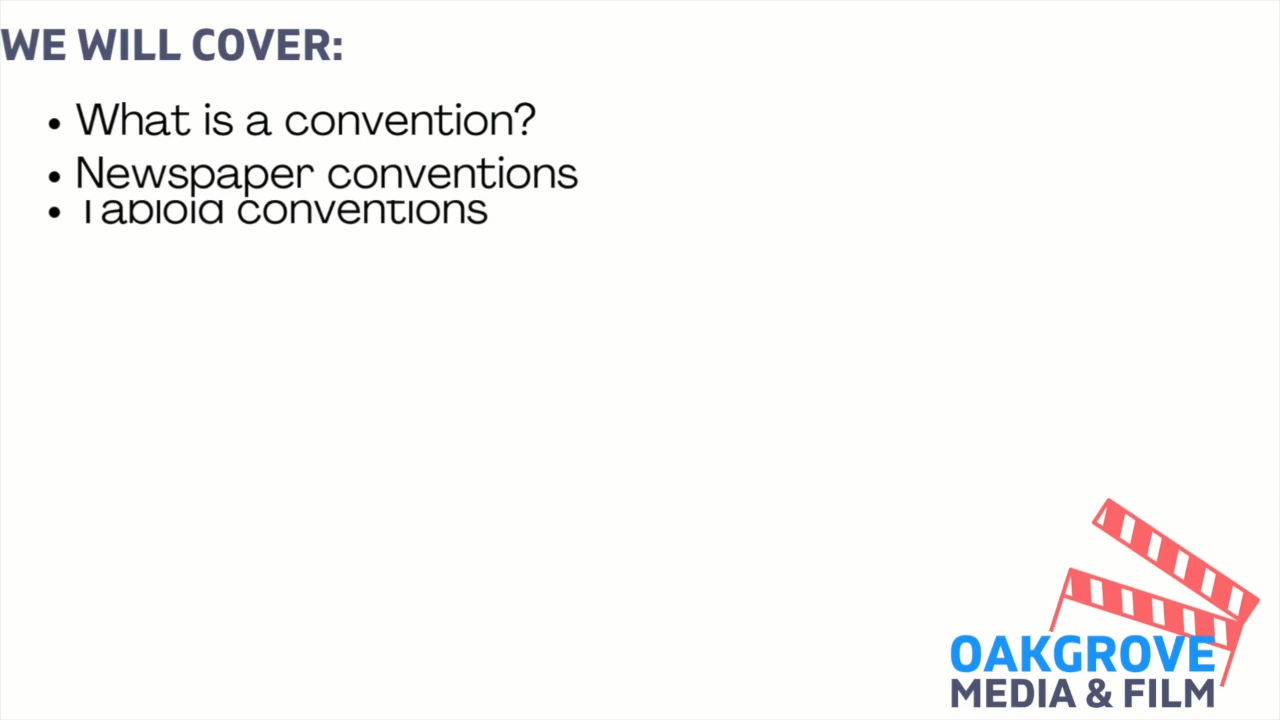 WE WILL COVER:
• What is a convention?
• Newspaper conventions
• Tabloid conventions
OAKGROVE
MEDIA & FILM